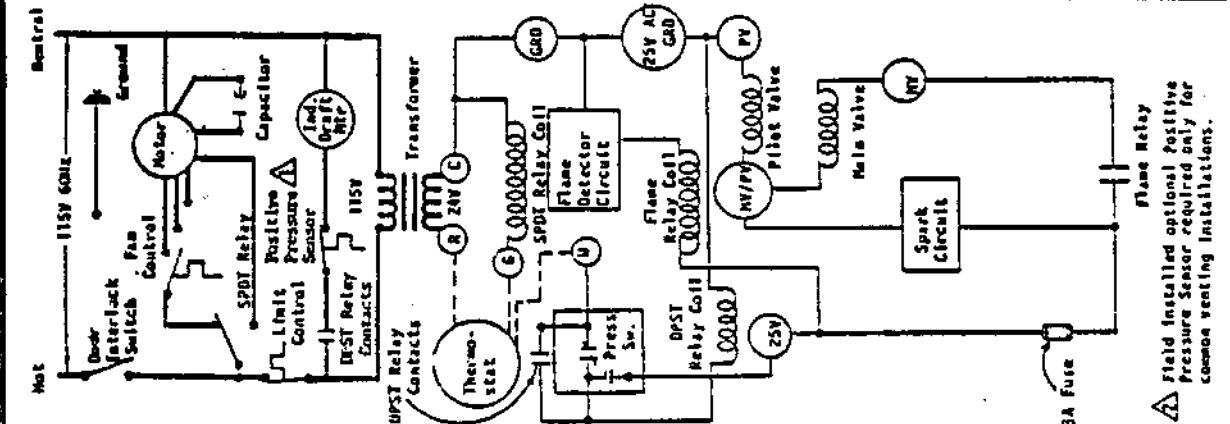 Hot
115V 60Hz
Neutral
Ground
Door
Interlock
Switch
Fan
Control
Motor
Capacitor
SPDT Relay
Positive
Pressure
Sensor
Ind.
Draft
Mtr
Limit
Control
DPST Relay
Contacts
115V
Transformer
24V
R
C
DPST Relay
Contacts
Thermo-
stat
G
SPDT Relay Coil
W
Press.
Sw.
GRD
Flame
Detector
Circuit
25V AC
GRD
Flame
Relay Coil
DPST
Relay Coil
25V
PV
Pilot Valve
MV/PV
Main Valve
MV
Spark
Circuit
3A Fuse
Flame Relay
Field installed optional Positive
Pressure Sensor required only for
common venting installations.